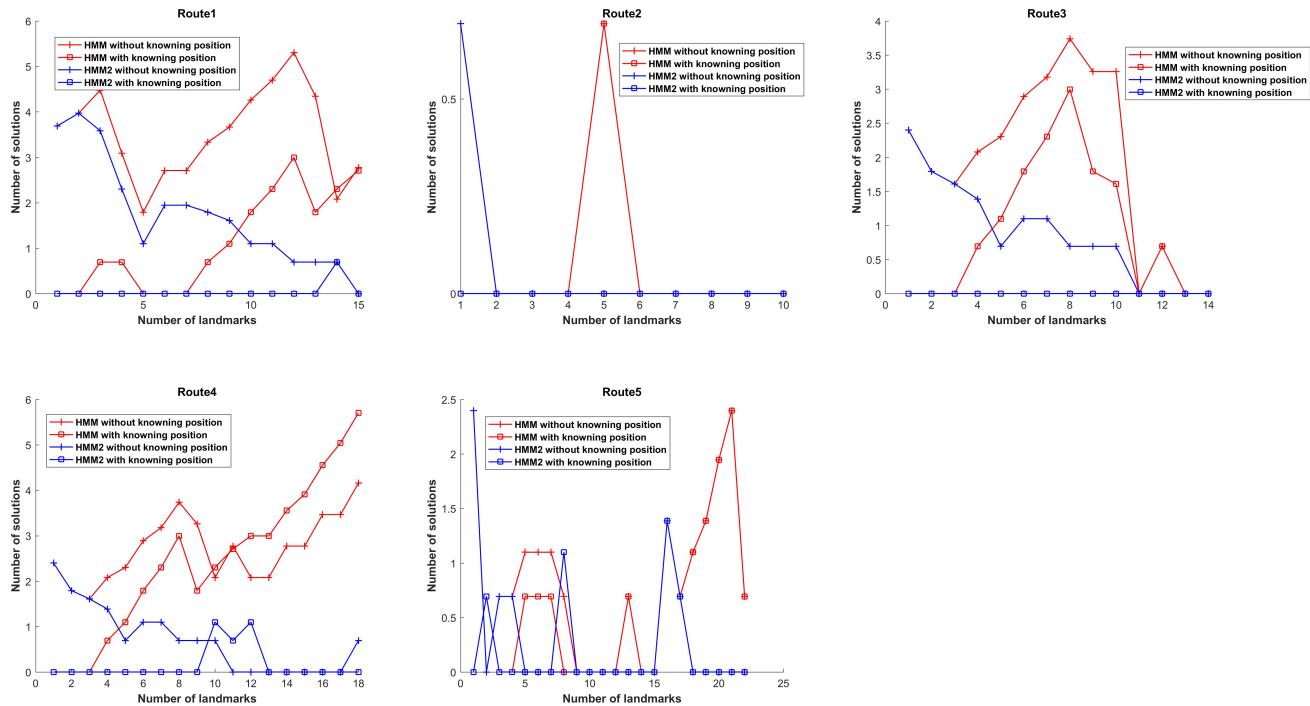 Route1
6
5
4
3
2
1
0
Number of solutions
HMM without knowning position
HMM with knowning position
HMM2 without knowning position
HMM2 with knowning position
0 5 10 15
Number of landmarks
Route2
0.5
0
Number of solutions
HMM without knowning position
HMM with knowning position
HMM2 without knowning position
HMM2 with knowning position
1 2 3 4 5 6 7 8 9 10
Number of landmarks
Route3
4
3.5
3
2.5
2
1.5
1
0.5
0
Number of solutions
HMM without knowning position
HMM with knowning position
HMM2 without knowning position
HMM2 with knowning position
0 2 4 6 8 10 12 14
Number of landmarks
Route4
6
5
4
3
2
1
0
Number of solutions
HMM without knowning position
HMM with knowning position
HMM2 without knowning position
HMM2 with knowning position
0 2 4 6 8 10 12 14 16 18
Number of landmarks
Route5
2.5
2
1.5
1
0.5
0
Number of solutions
HMM without knowning position
HMM with knowning position
HMM2 without knowning position
HMM2 with knowning position
0 5 10 15 20 25
Number of landmarks